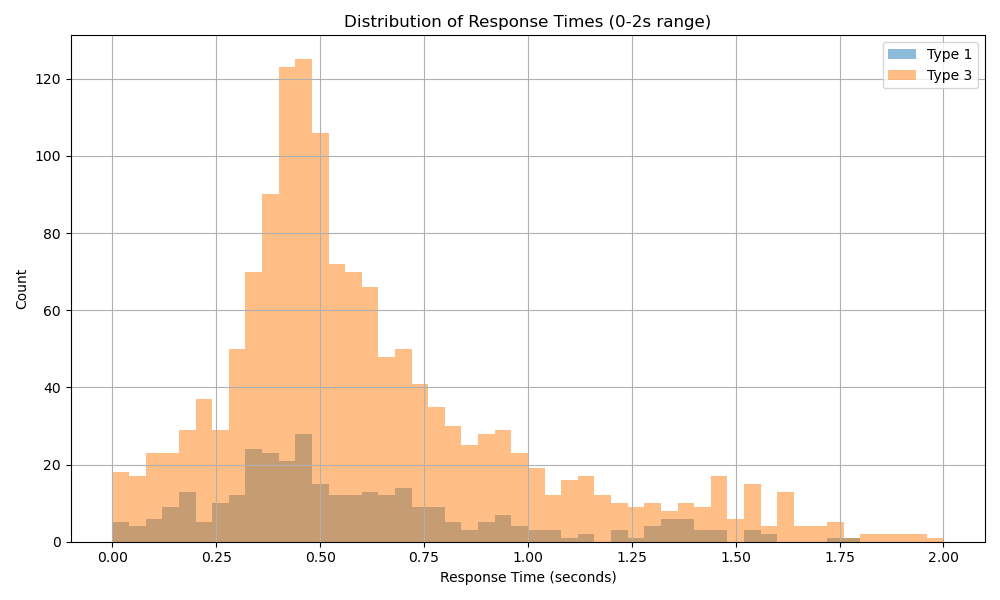 Distribution of Response Times (0-2s range)
Type 1
Type 3
120
100
80
60
40
20
0
Count
0.00 0.25 0.50 0.75 1.00 1.25 1.50 1.75 2.00
Response Time (seconds)